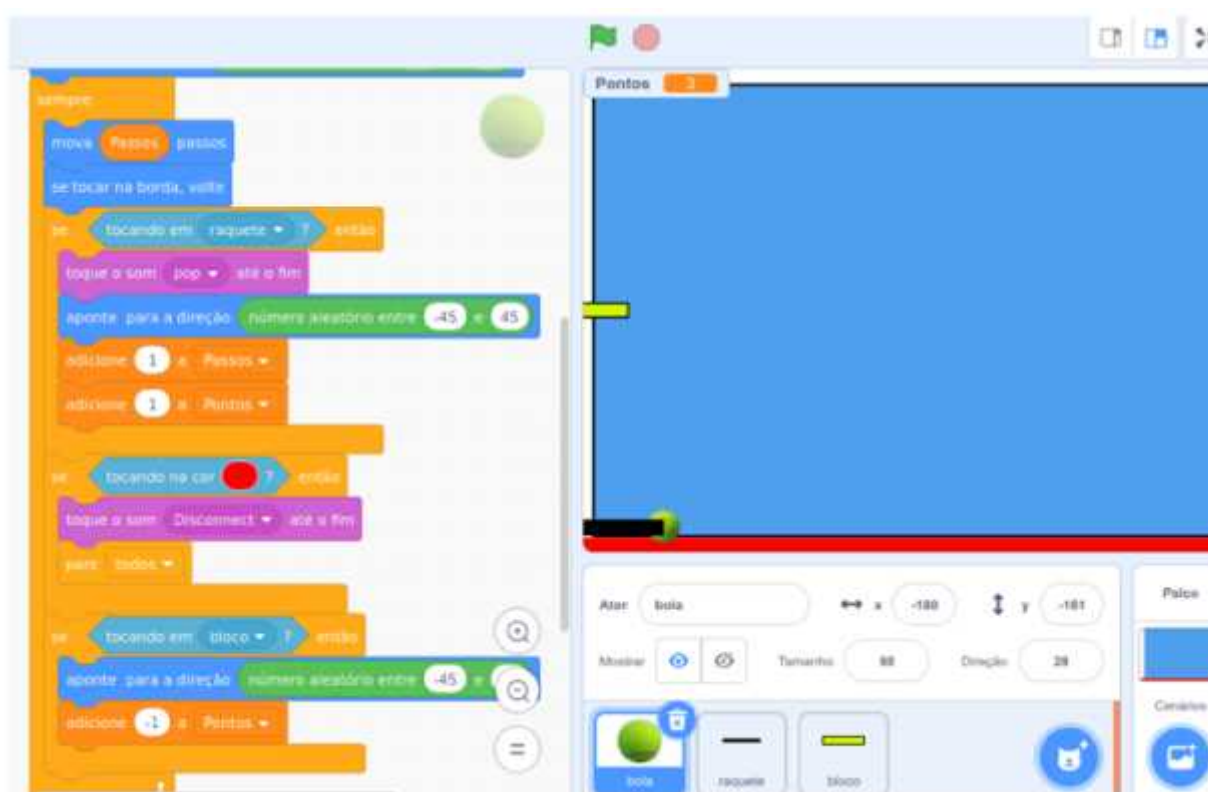 sempre
mova Passos passos
se tocar na borda, volte
se tocando em raquete ? então
toque o som pop até o fim
aponte para a direção número aleatório entre -45 e 45
adicione 1 a Passos
adicione 1 a Pontos
se tocando na cor ? então
toque o som Disconnect até o fim
pare todos
se tocando em bloco ? então
aponte para a direção número aleatório entre -45 e
adicione -1 a Pontos
Pontos 3
Ator bola x -180 y -161
Mostrar Tamanho Direção
bola
raquete
bloco
Palco
Cenários